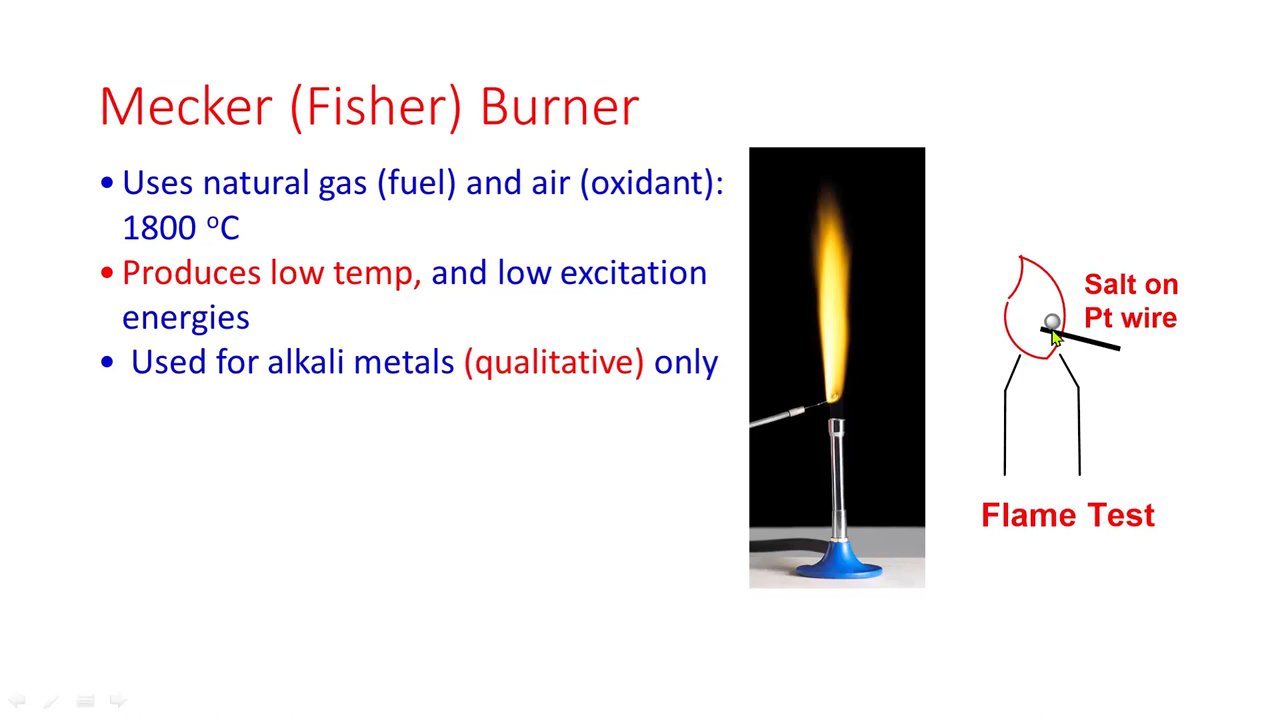 Mecker (Fisher) Burner
•Uses natural gas (fuel) and air (oxidant):
1800 ºC
•Produces low temp, and low excitation
energies
• Used for alkali metals (qualitative) only
Salt on
Pt wire
Flame Test